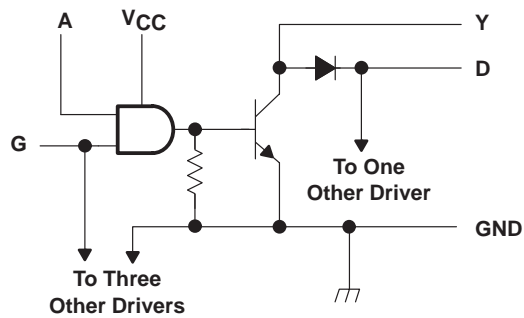 A
VCC
Y
D
G
To One
Other Driver
GND
To Three
Other Drivers